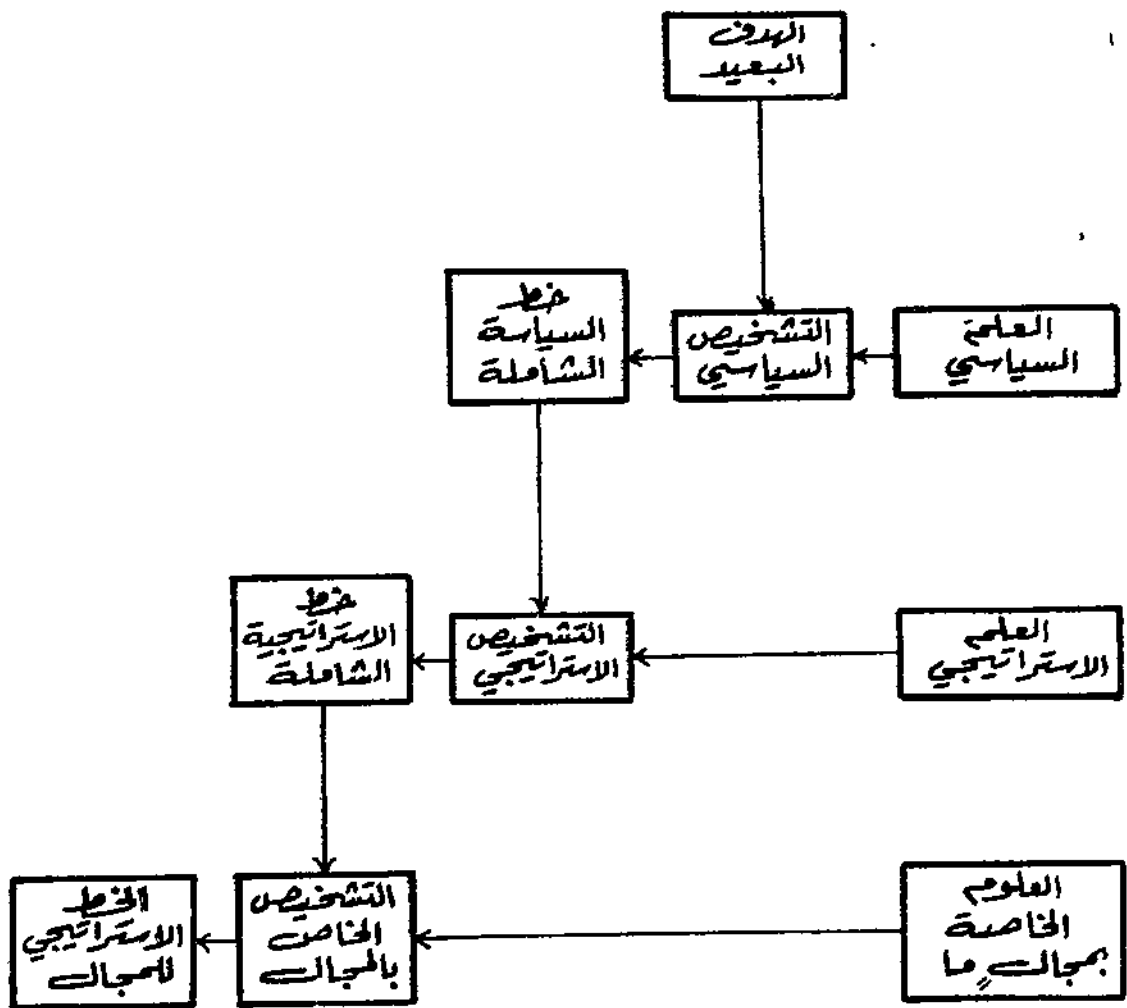 الهدف
البعيد
العلم
السياسي
التشخيص
السياسي
خط
السياسة
الشاملة
العلم
الاستراتيجي
التشخيص
الاستراتيجي
خط
الاستراتيجية
الشاملة
العلوم
الخاصة
بمجالٍ ما
التشخيص
الخاص
بالمجال
الخط
الاستراتيجي
للمجال